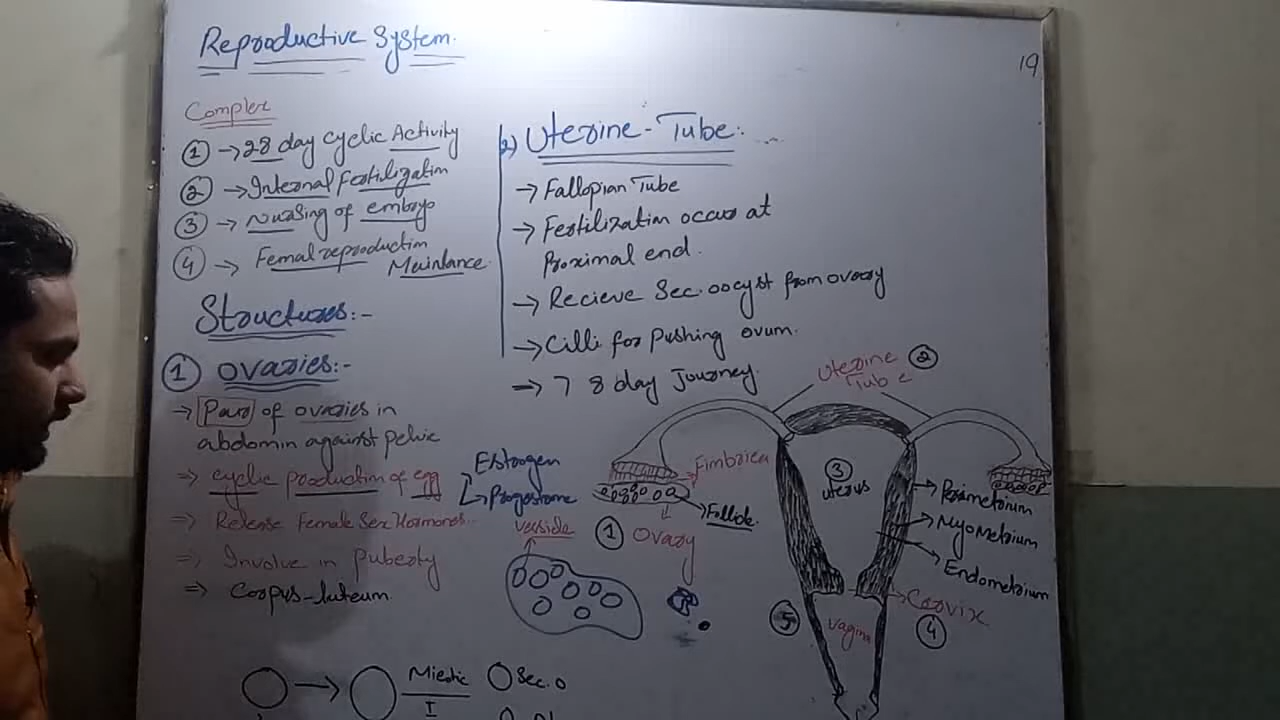 Reproductive System.
19
Complex
① → 28 day cyclic Activity
② → Internal Fertilization
③ → Nursing of embryo
④ → Femal reproduction
Maintance
Structures:-
① Ovaries:-
→ Pair of ovaries in
abdomin against pelvic
⇒ cyclic production of egg
⇒ Release Female Sex Hormones..
Estrogen
Progestrome
⇒ Involve in puberty
⇒ Corpus-luteum.
2) Uterine-Tube:-
→ Fallopian Tube
→ Fertilization occurs at
Proximal end.
→ Recieve Sec. oocyst from ovary
→ Cilli for pushing ovum.
→ 7 8 day Journey.
Uterine ②
Tube
Fimbriea
Follicle
① Ovary
③
uterus
Perimetrium
Myometrium
Endometrium
Cervix
④
⑤
vagina
Miotic
I
Sec. O